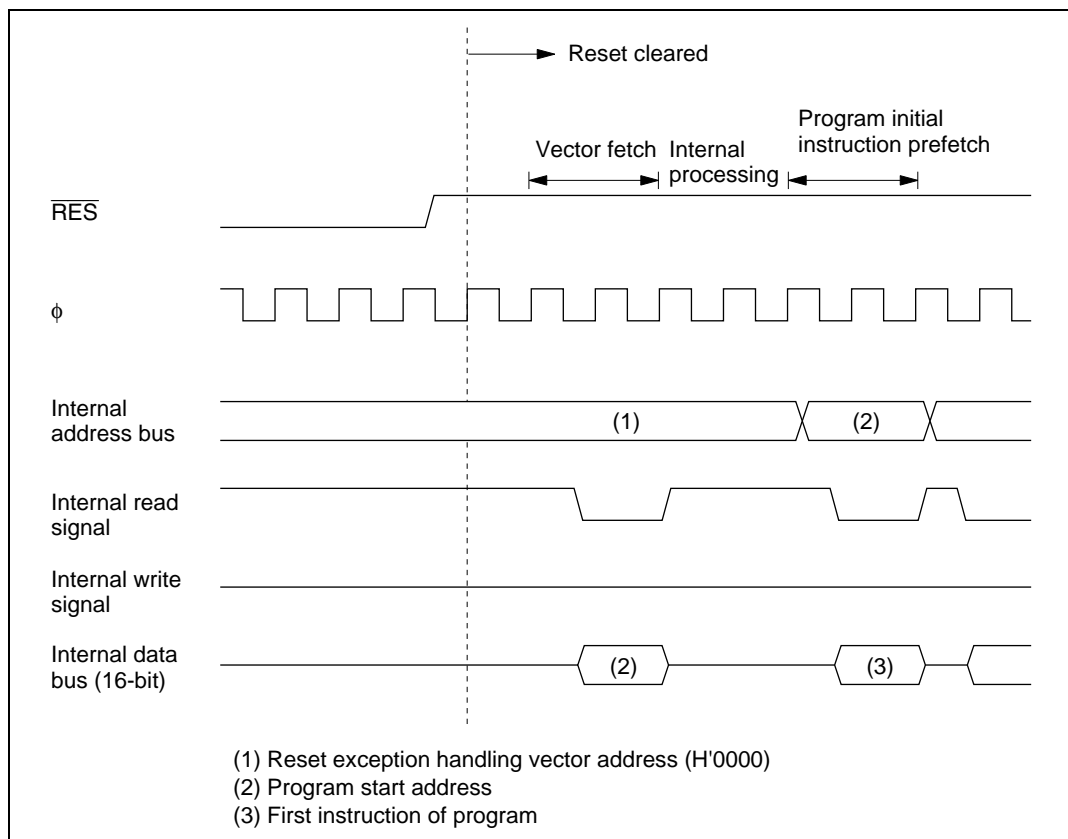 Reset cleared
Vector fetch
Internal
processing
Program initial
instruction prefetch
RES
φ
Internal
address bus
(1)
(2)
Internal read
signal
Internal write
signal
Internal data
bus (16-bit)
(2)
(3)
(1) Reset exception handling vector address (H'0000)
(2) Program start address
(3) First instruction of program